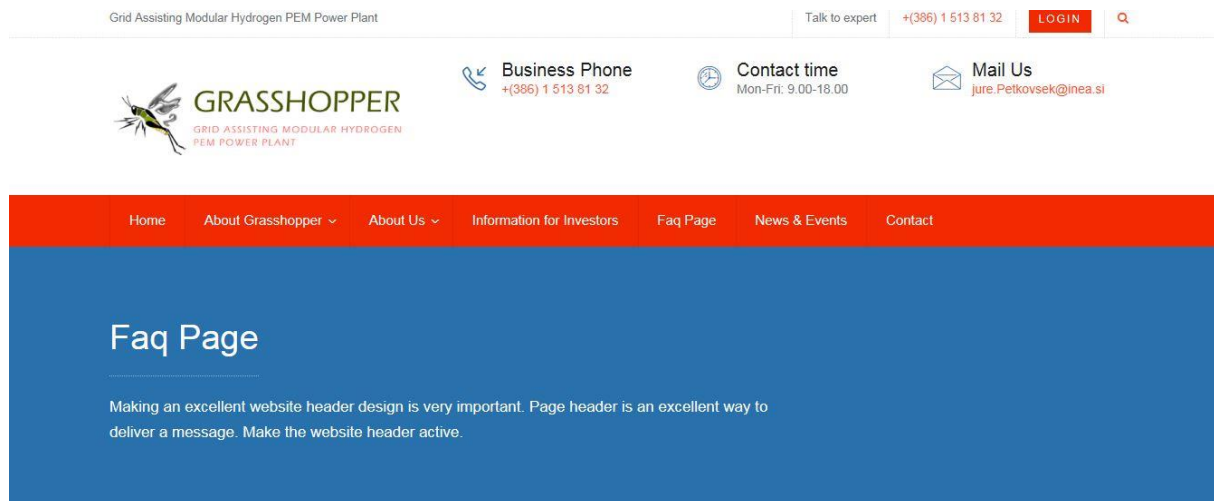 Grid Assisting Modular Hydrogen PEM Power Plant
Talk to expert
+(386) 1 513 81 32
LOGIN
GRASSHOPPER
GRID ASSISTING MODULAR HYDROGEN
PEM POWER PLANT
Business Phone
+(386) 1 513 81 32
Contact time
Mon-Fri: 9.00-18.00
Mail Us
jure.Petkovsek@inea.si
Home
About Grasshopper
About Us
Information for Investors
Faq Page
News & Events
Contact
Faq Page
Making an excellent website header design is very important. Page header is an excellent way to
deliver a message. Make the website header active.